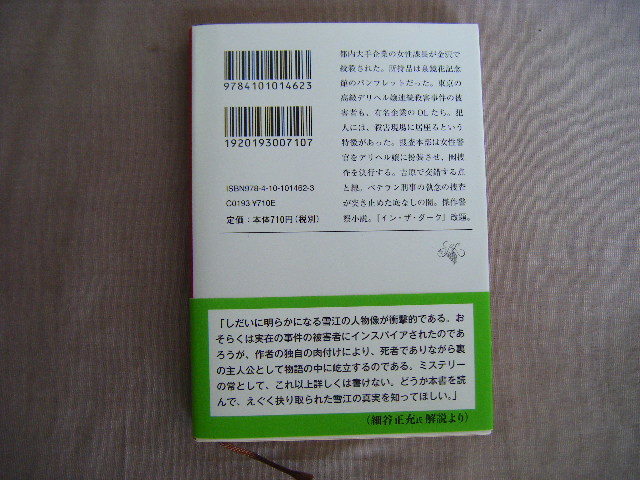 9784101014623
1920193007107
ISBN978-4-10-101462-3
C0193 ¥710E
定価：本体710円(税別)
都内大手企業の女性課長が金沢で
絞殺された。所持品は泉鏡花記念
館のパンフレットだった。東京の
高級デリヘル嬢連続殺害事件の被
害者も、有名企業のOLたち。犯
人には、殺害現場に居座るという
特徴があった。捜査本部は女性警
官をデリヘル嬢に扮装させ、囮捜
査を決行する。吉原で交錯する点
と線。ベテラン刑事の執念の捜査
が突き止めた底なしの闇。傑作警
察小説。『イン・ザ・ダーク』改題。
「しだいに明らかになる雪江の人物像が衝撃的である。お
そらくは実在の事件の被害者にインスパイアされたのであ
ろうが、作者の独自の肉付けにより、死者でありながら裏
の主人公として物語の中に屹立するのである。ミステリー
の常として、これ以上詳しくは書けない。どうか本書を読
んで、えぐく抉り取られた雪江の真実を知ってほしい。」
(細谷正充氏 解説より)